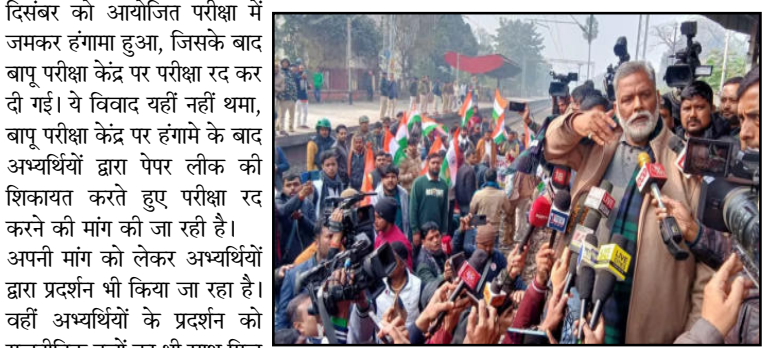 दिसंबर को आयोजित परीक्षा में
जमकर हंगामा हुआ, जिसके बाद
बापू परीक्षा केंद्र पर परीक्षा रद कर
दी गई। ये विवाद यहीं नहीं थमा,
बापू परीक्षा केंद्र पर हंगामे के बाद
अभ्यर्थियों द्वारा पेपर लीक की
शिकायत करते हुए परीक्षा रद
करने की मांग की जा रही है।
अपनी मांग को लेकर अभ्यर्थियों
द्वारा प्रदर्शन भी किया जा रहा है।
वहीं अभ्यर्थियों के प्रदर्शन को